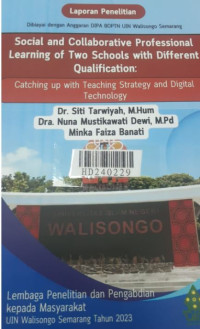 Laporan Penelitian
Dibiayai dengan Anggaran DIPA BOPTN UIN Walisongo Semarang
Social and Collaborative Professional
Learning of Two Schools with Different
Qualification:
Catching up with Teaching Strategy and Digital
Technology
Dr. Siti Tarwiyah, M.Hum
Dra. Nuna Mustikawati Dewi, M.Pd
Minka Faiza Banati
HD240229
WALISONGO
Lembaga Penelitian dan Pengabdian
kepada Masyarakat
UIN Walisongo Semarang Tahun 2023